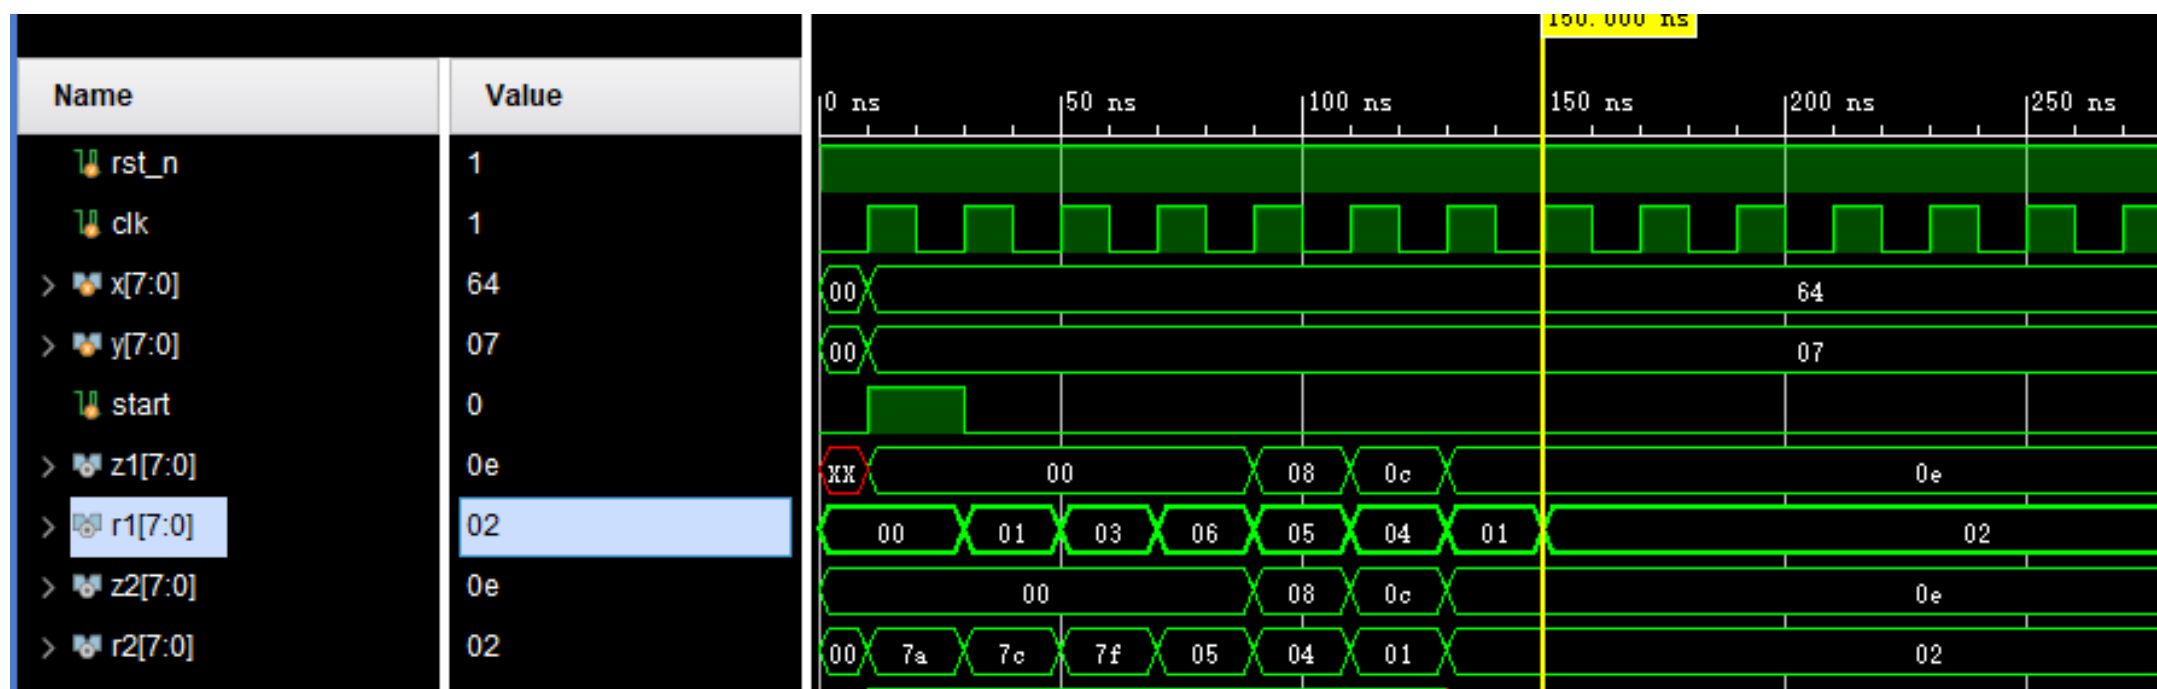 150.000 ns
Name Value
0 ns 50 ns 100 ns 150 ns 200 ns 250 ns
rst_n 1
clk 1
x[7:0] 64 00 64
y[7:0] 07 00 07
start 0
z1[7:0] 0e XX 00 08 0c 0e
r1[7:0] 02 00 01 03 06 05 04 01 02
z2[7:0] 0e 00 08 0c 0e
r2[7:0] 02 00 7a 7c 7f 05 04 01 02